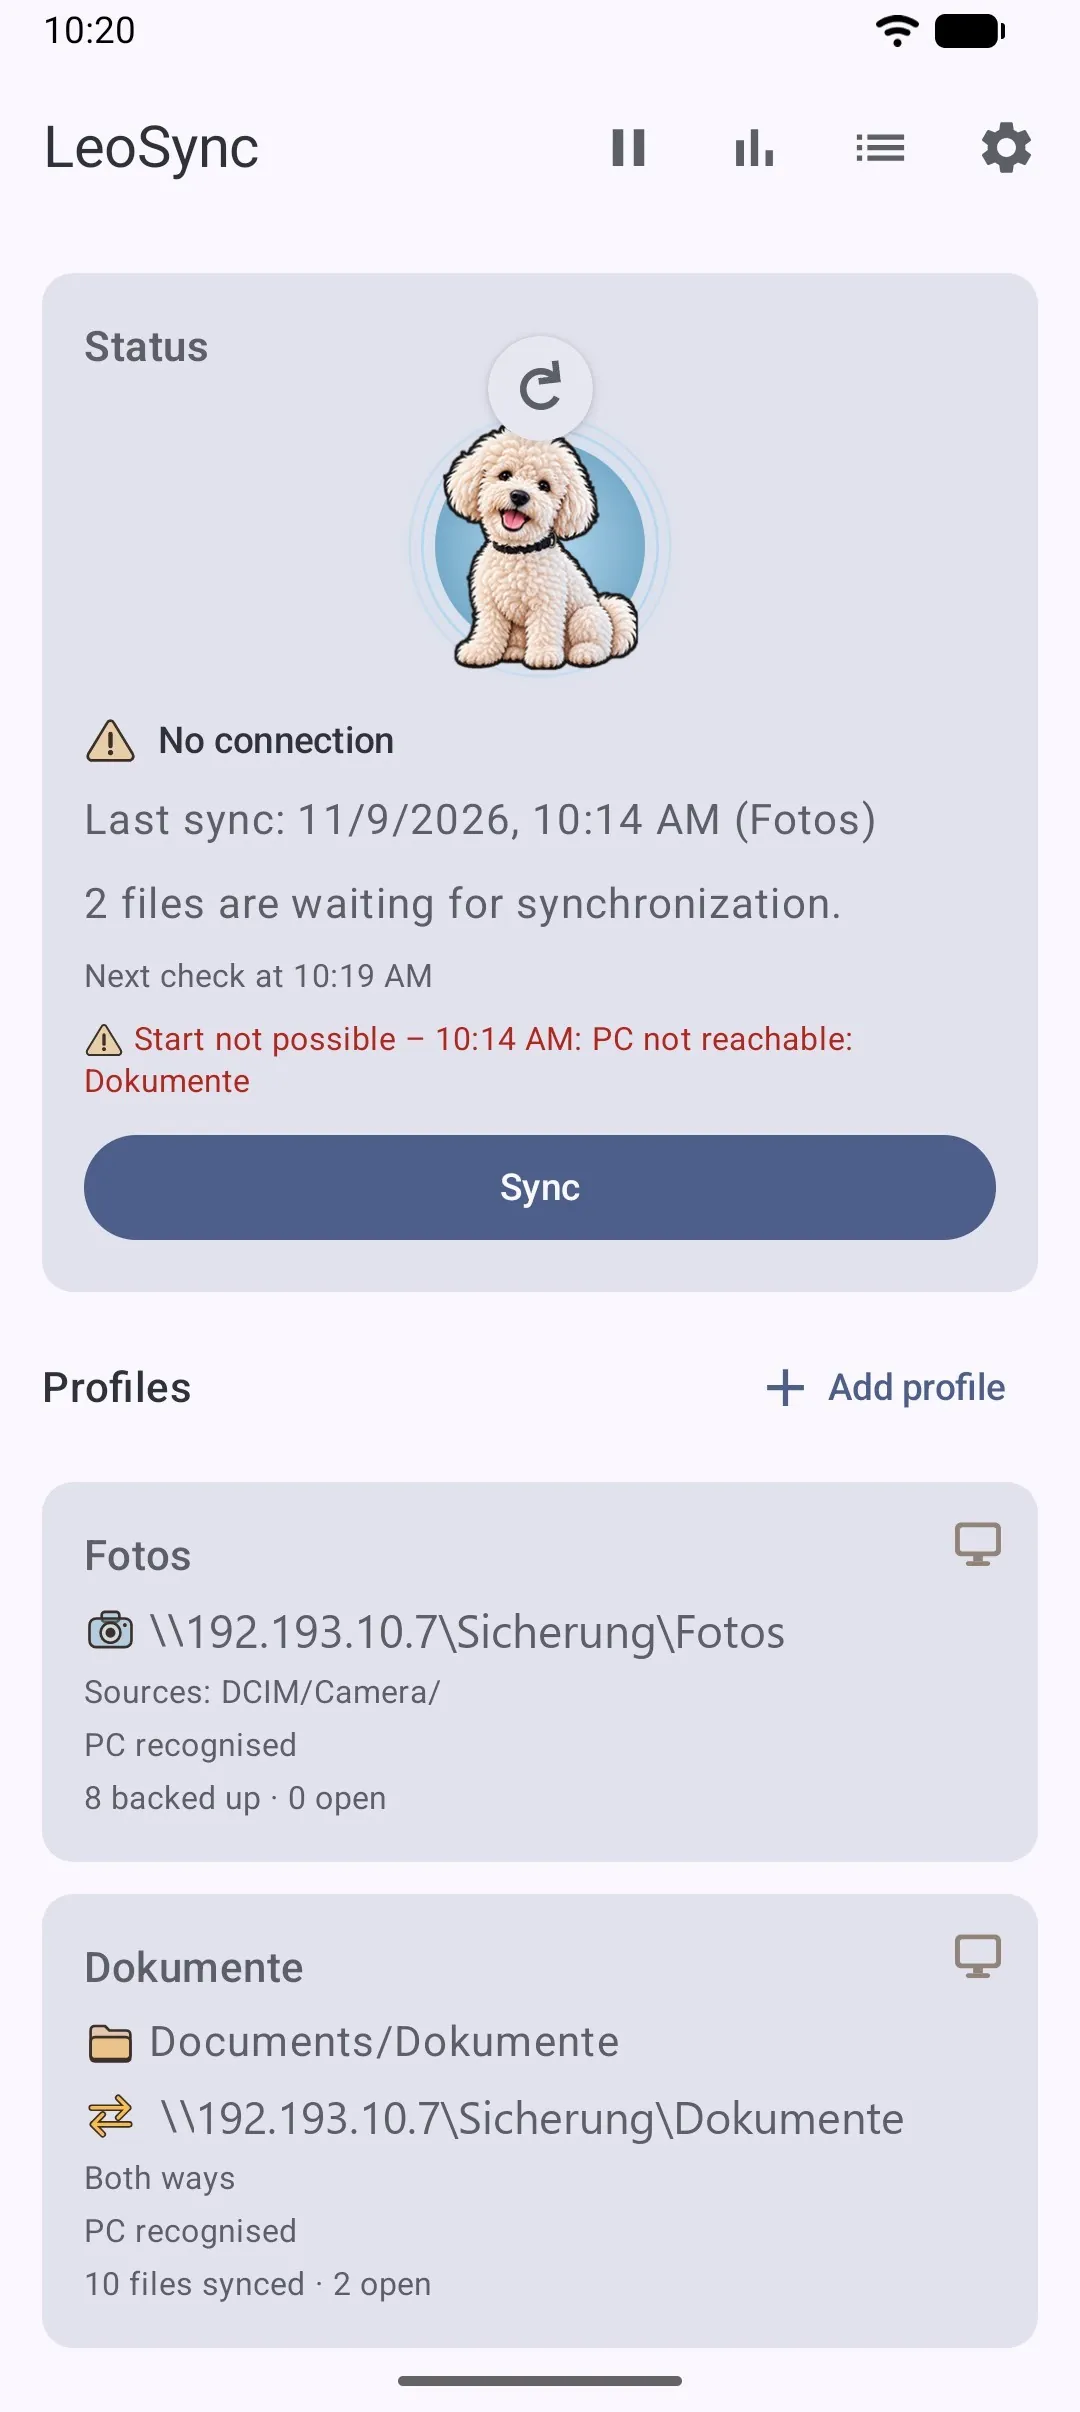 10:20
LeoSync
Status
No connection
Last sync: 11/9/2026, 10:14 AM (Fotos)
2 files are waiting for synchronization.
Next check at 10:19 AM
Start not possible – 10:14 AM: PC not reachable:
Dokumente
Sync
Profiles
Add profile
Fotos
\\192.193.10.7\Sicherung\Fotos
Sources: DCIM/Camera/
PC recognised
8 backed up · 0 open
Dokumente
Documents/Dokumente
\\192.193.10.7\Sicherung\Dokumente
Both ways
PC recognised
10 files synced · 2 open